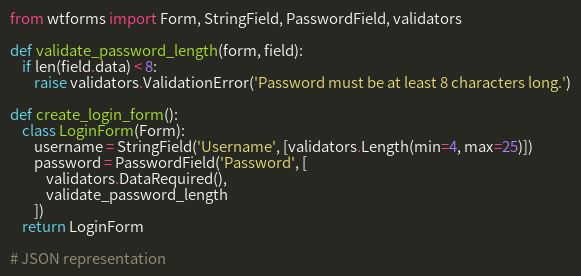 from wtforms import Form, StringField, PasswordField, validators

def validate_password_length(form, field):
    if len(field.data) < 8:
        raise validators.ValidationError('Password must be at least 8 characters long.')

def create_login_form():
    class LoginForm(Form):
        username = StringField('Username', [validators.Length(min=4, max=25)])
        password = PasswordField('Password', [
            validators.DataRequired(),
            validate_password_length
        ])
    return LoginForm

# JSON representation